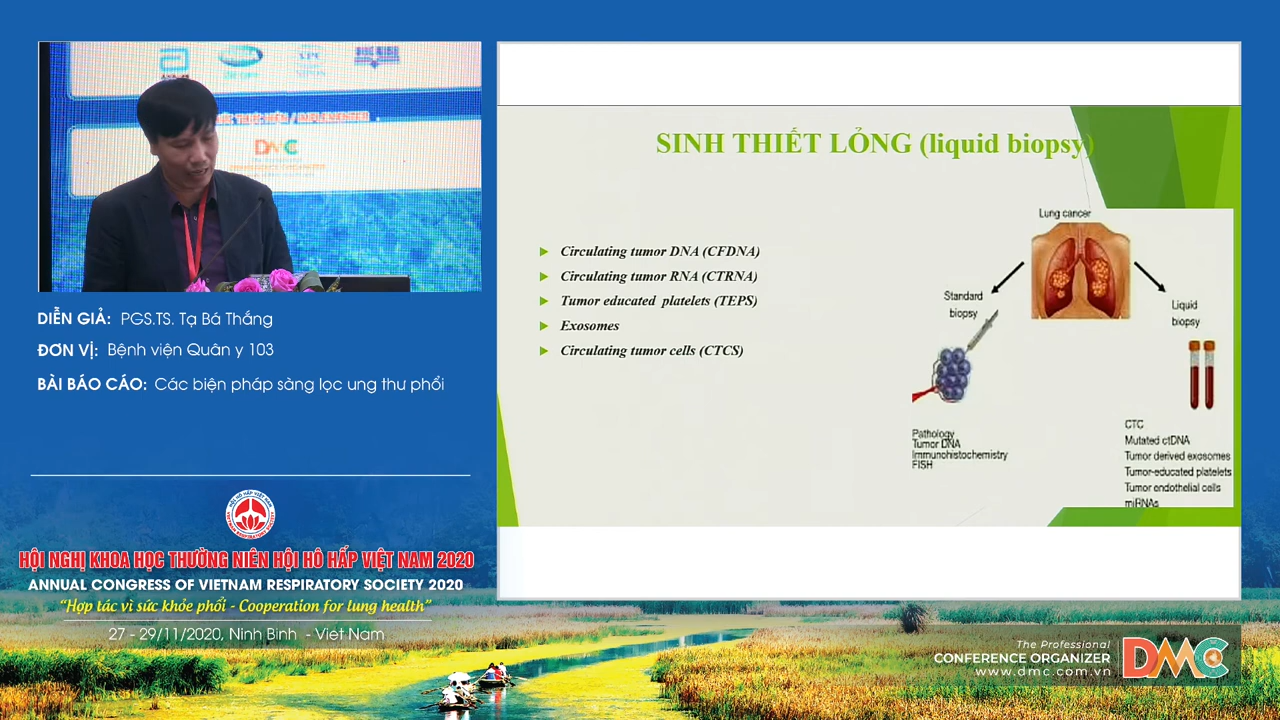 DMC
SINH THIẾT LỎNG (liquid biopsy)
Circulating tumor DNA (CFDNA)
Circulating tumor RNA (CTRNA)
Tumor educated platelets (TEPS)
Exosomes
Circulating tumor cells (CTCS)
Lung cancer
Standard
biopsy
Liquid
biopsy
Pathology
Tumor DNA
Immunohistochemistry
FISH
CTC
Mutated ctDNA
Tumor derived exosomes
Tumor-educated platelets
Tumor endothelial cells
miRNAs
DIỄN GIẢ: PGS.TS. Tạ Bá Thắng
ĐƠN VỊ: Bệnh viện Quân y 103
BÀI BÁO CÁO: Các biện pháp sàng lọc ung thư phổi
HỘI NGHỊ KHOA HỌC THƯỜNG NIÊN HỘI HÔ HẤP VIỆT NAM 2020
ANNUAL CONGRESS OF VIETNAM RESPIRATORY SOCIETY 2020
“Hợp tác vì sức khỏe phổi - Cooperation for lung health”
27 - 29/11/2020, Ninh Binh - Viet Nam
The Professional
CONFERENCE ORGANIZER
www.dmc.com.vn
DMC